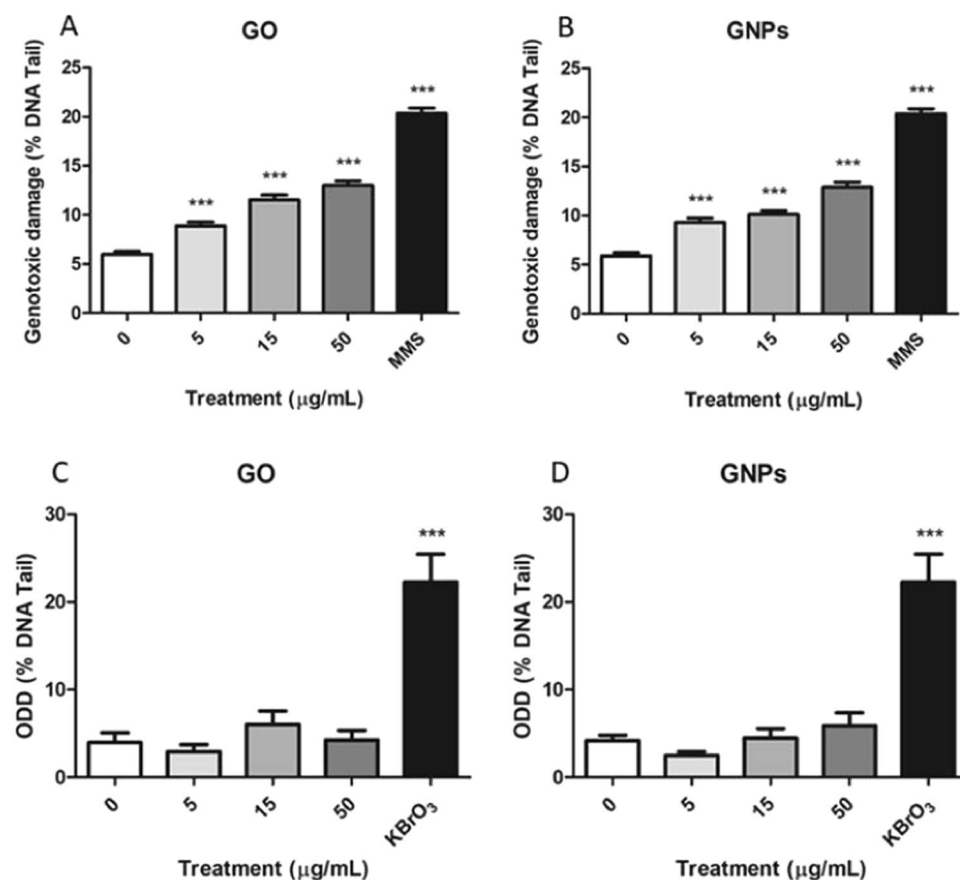 A
GO
Genotoxic damage (% DNA Tail)
25
20
15
10
5
0
***
***
***
***
0
5
15
50
MMS
Treatment (μg/mL)
B
GNPs
Genotoxic damage (% DNA Tail)
25
20
15
10
5
0
***
***
***
***
0
5
15
50
MMS
Treatment (μg/mL)
C
GO
ODD (% DNA Tail)
30
20
10
0
***
0
5
15
50
KBrO₃
Treatment (μg/mL)
D
GNPs
ODD (% DNA Tail)
30
20
10
0
***
0
5
15
50
KBrO₃
Treatment (μg/mL)